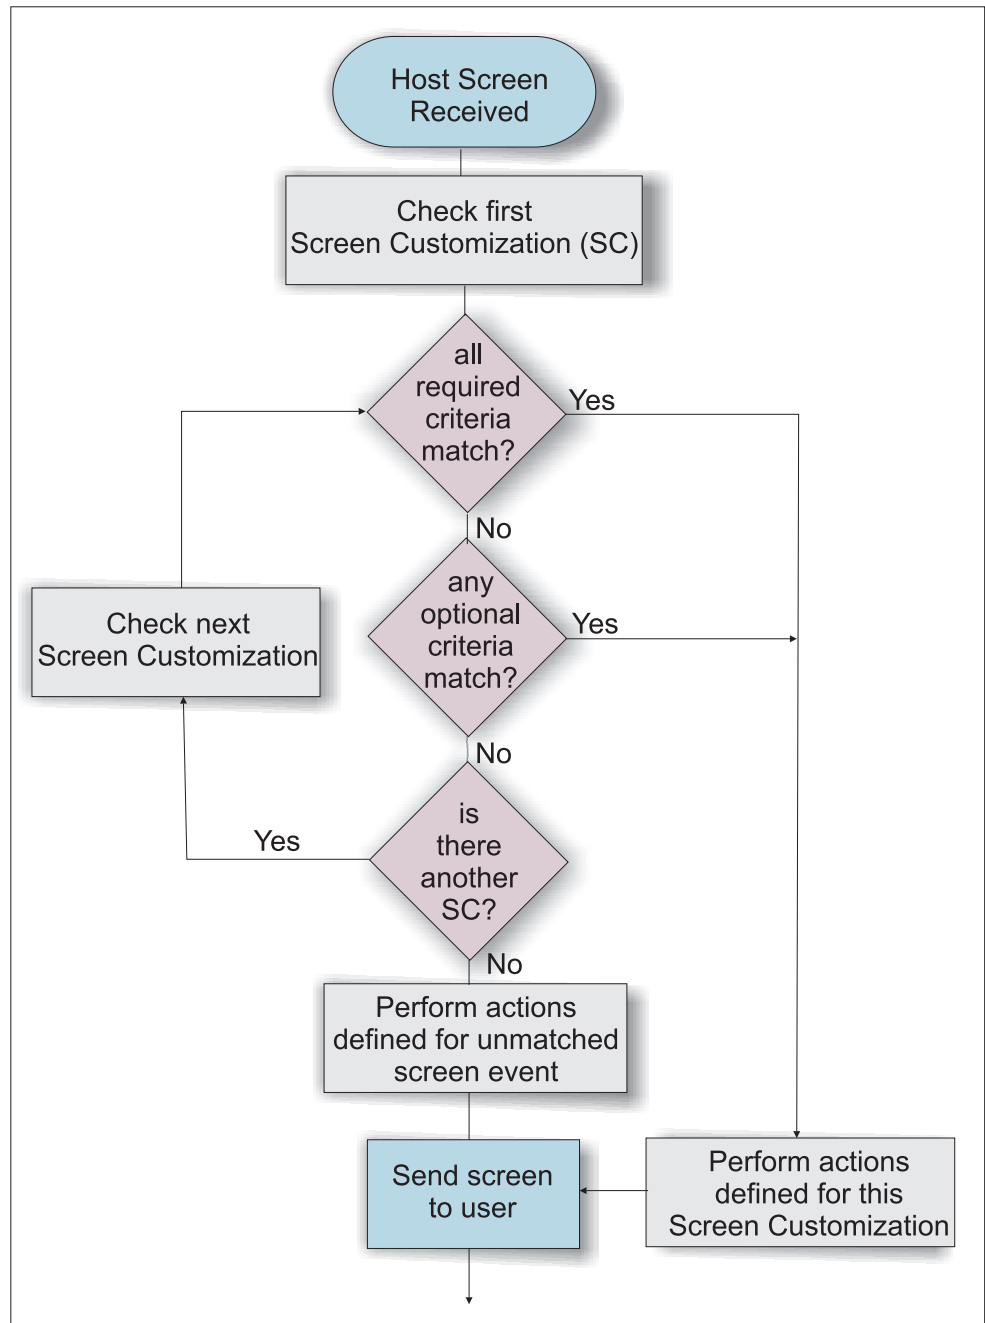 Host Screen
Received
Check first
Screen Customization (SC)
all
required
criteria
match?
Yes
No
any
optional
criteria
match?
Yes
Check next
Screen Customization
No
is
there
another
SC?
Yes
No
Perform actions
defined for unmatched
screen event
Send screen
to user
Perform actions
defined for this
Screen Customization